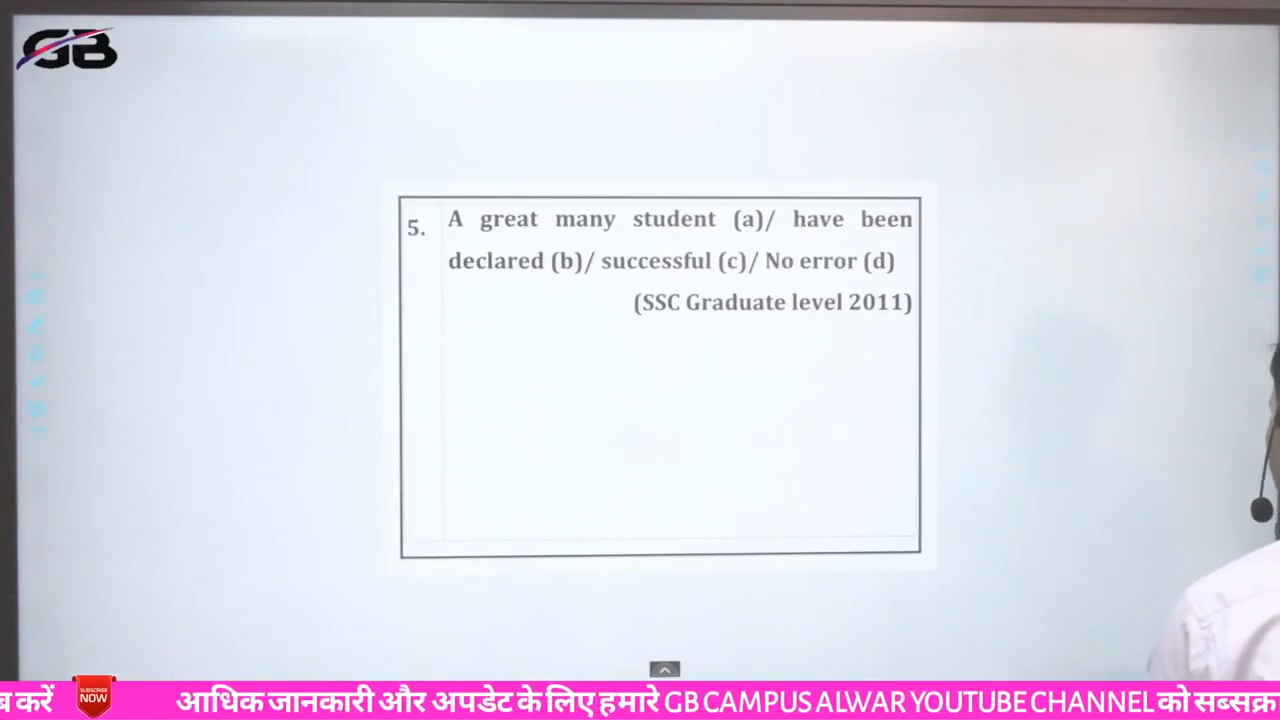 GB
5. A great many student (a)/ have been
declared (b)/ successful (c)/ No error (d)
(SSC Graduate level 2011)
ब करें SUBSCRIBE NOW आधिक जानकारी और अपडेट के लिए हमारे GB CAMPUS ALWAR YOUTUBE CHANNEL को सब्सक्र